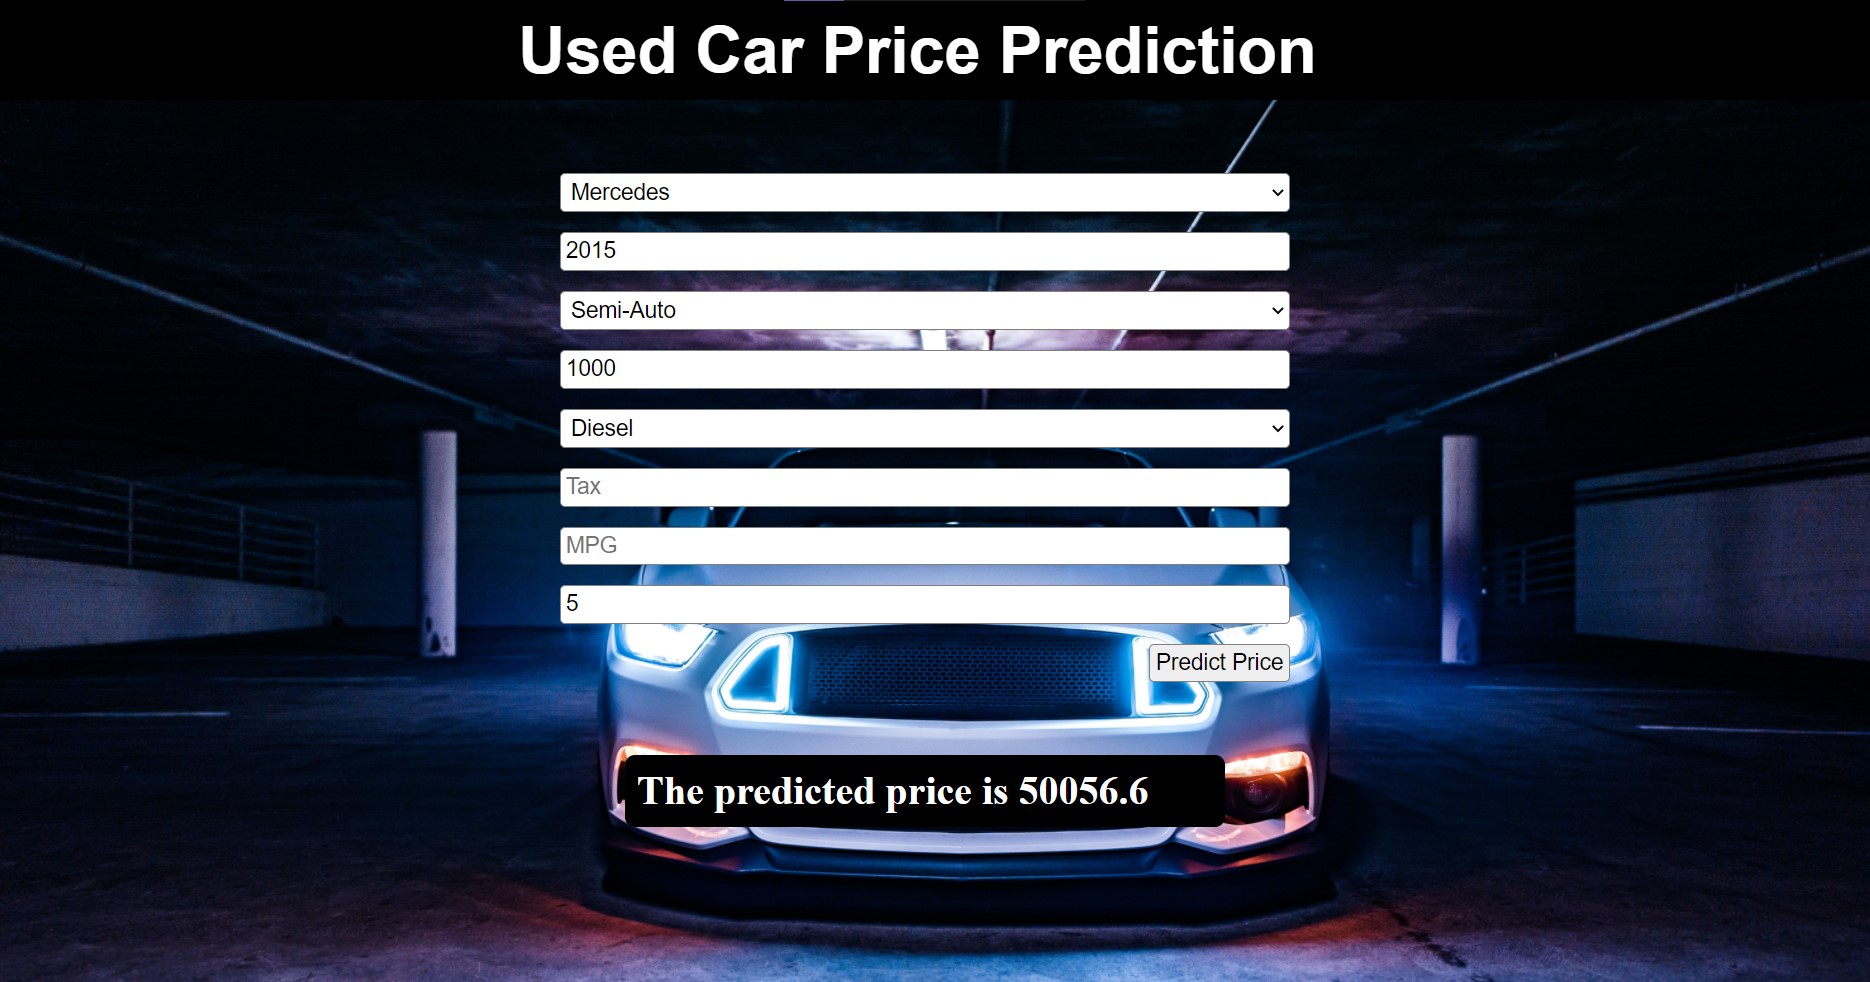 Used Car Price Prediction
Mercedes
2015
Semi-Auto
1000
Diesel
Tax
MPG
5
Predict Price
The predicted price is 50056.6